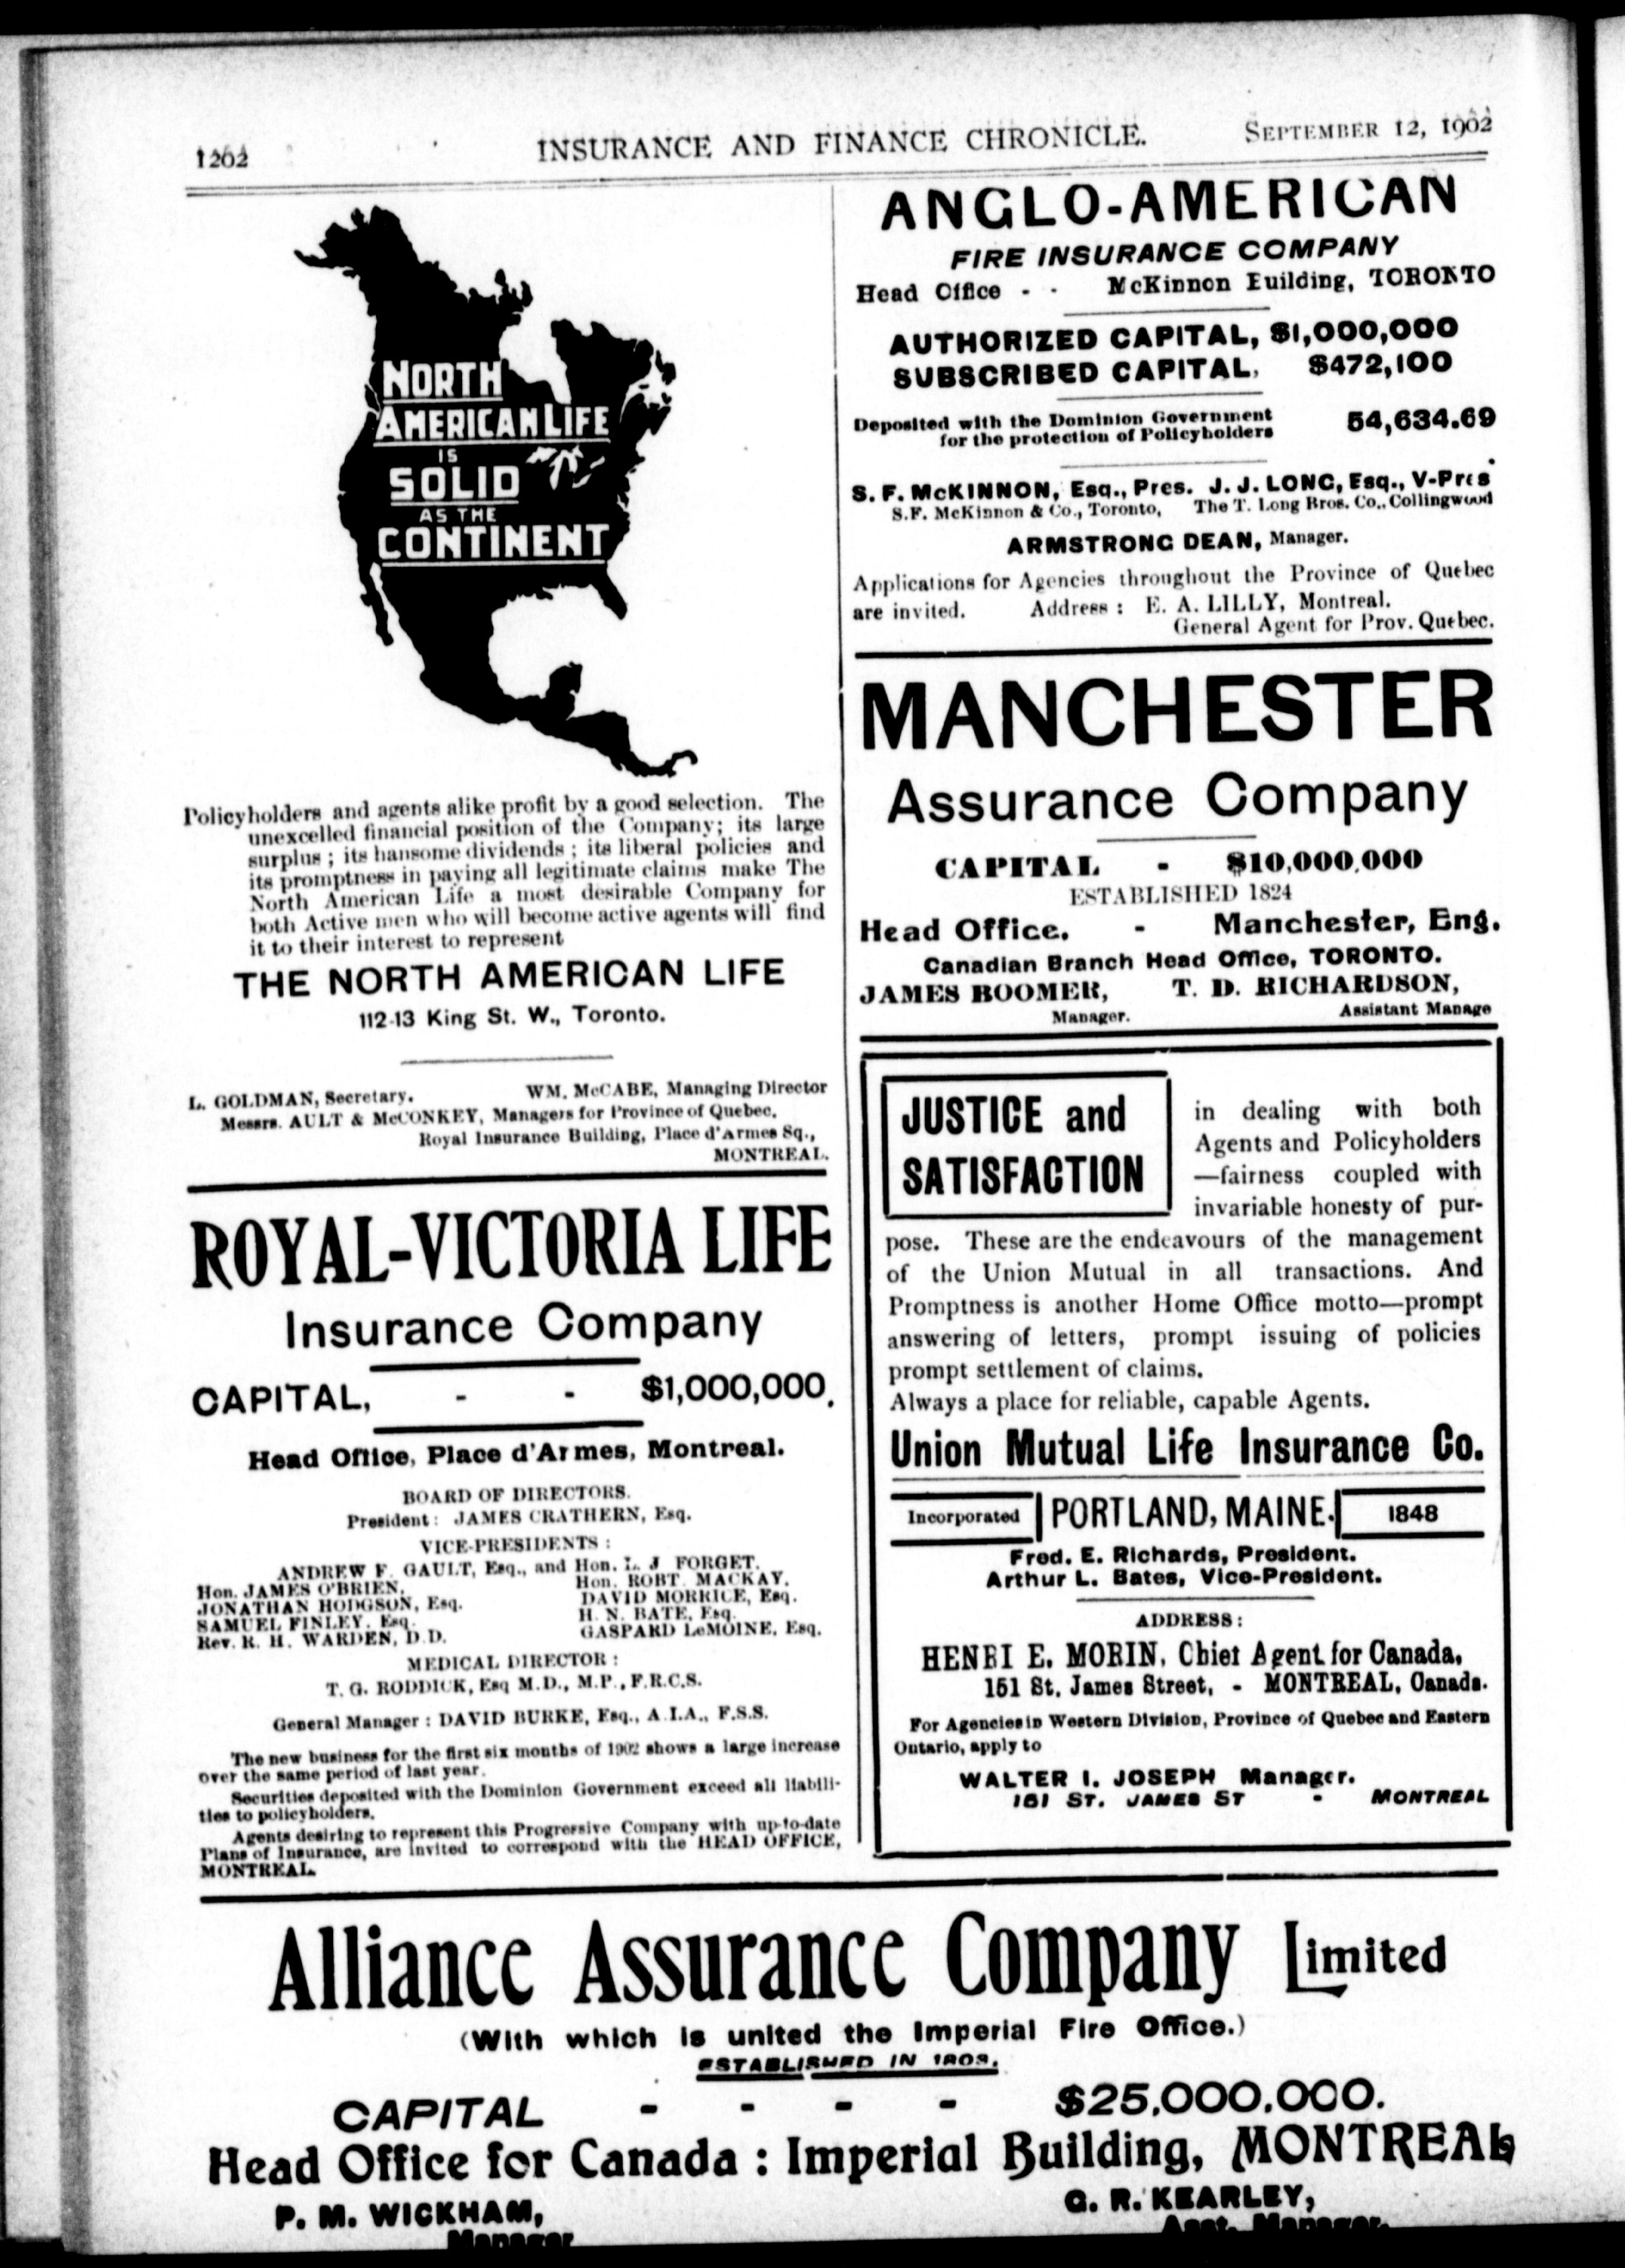 1202
INSURANCE AND FINANCE CHRONICLE.
SEPTEMBER 12, 1902
NORTH
AMERICAN LIFE
IS
SOLID
AS THE
CONTINENT
Policyholders and agents alike profit by a good selection. The
unexcelled financial position of the Company; its large
surplus ; its hansome dividends ; its liberal policies and
its promptness in paying all legitimate claims make The
North American Life a most desirable Company for
both Active men who will become active agents will find
it to their interest to represent
THE NORTH AMERICAN LIFE
112-13 King St. W., Toronto.
L. GOLDMAN, Secretary. WM. McCABE, Managing Director
Messrs. AULT & McCONKEY, Managers for Province of Quebec.
Royal Insurance Building, Place d'Armes Sq.,
MONTREAL.
ROYAL-VICTORIA LIFE
Insurance Company
CAPITAL, - - $1,000,000.
Head Office, Place d'Armes, Montreal.
BOARD OF DIRECTORS.
President : JAMES CRATHERN, Esq.
VICE-PRESIDENTS :
ANDREW F. GAULT, Esq., and Hon. L. J FORGET.
Hon. JAMES O'BRIEN, Hon. ROBT. MACKAY.
JONATHAN HODGSON, Esq. DAVID MORRICE, Esq.
SAMUEL FINLEY. Esq. H. N. BATE, Esq.
Rev. R. H. WARDEN, D.D. GASPARD LeMOINE, Esq.
MEDICAL DIRECTOR :
T. G. RODDICK, Esq M.D., M.P., F.R.C.S.
General Manager : DAVID BURKE, Esq., A.I.A., F.S.S.
The new business for the first six months of 1902 shows a large increase
over the same period of last year.
Securities deposited with the Dominion Government exceed all liabili-
ties to policyholders.
Agents desiring to represent this Progressive Company with up-to-date
Plans of Insurance, are invited to correspond with the HEAD OFFICE,
MONTREAL.
ANGLO-AMERICAN
FIRE INSURANCE COMPANY
Head Office - - McKinnon Building, TORONTO
AUTHORIZED CAPITAL, $1,000,000
SUBSCRIBED CAPITAL, $472,100
Deposited with the Dominion Government
for the protection of Policyholders 54,634.69
S. F. McKINNON, Esq., Pres. J. J. LONG, Esq., V-Pres
S.F. McKinnon & Co., Toronto, The T. Long Bros. Co., Collingwood
ARMSTRONG DEAN, Manager.
Applications for Agencies throughout the Province of Quebec
are invited. Address : E. A. LILLY, Montreal.
General Agent for Prov. Quebec.
MANCHESTER
Assurance Company
CAPITAL - $10,000,000
ESTABLISHED 1824
Head Office. - Manchester, Eng.
Canadian Branch Head Office, TORONTO.
JAMES BOOMER, T. D. RICHARDSON,
Manager. Assistant Manage
JUSTICE and
SATISFACTION
in dealing with both
Agents and Policyholders
—fairness coupled with
invariable honesty of pur-
pose. These are the endeavours of the management
of the Union Mutual in all transactions. And
Promptness is another Home Office motto—prompt
answering of letters, prompt issuing of policies
prompt settlement of claims.
Always a place for reliable, capable Agents.
Union Mutual Life Insurance Co.
Incorporated PORTLAND, MAINE. 1848
Fred. E. Richards, President.
Arthur L. Bates, Vice-President.
ADDRESS :
HENRI E. MORIN, Chief Agent for Canada,
151 St. James Street, - MONTREAL, Canada.
For Agencies in Western Division, Province of Quebec and Eastern
Ontario, apply to
WALTER I. JOSEPH Manager.
151 ST. JAMES ST - MONTREAL
Alliance Assurance Company Limited
(With which is united the Imperial Fire Office.)
ESTABLISHED IN
CAPITAL - - - - $25,000,000.
Head Office for Canada : Imperial Building, MONTREAL
P. M. WICKHAM, G. R. KEARLEY,
Manager Asst. Manager.